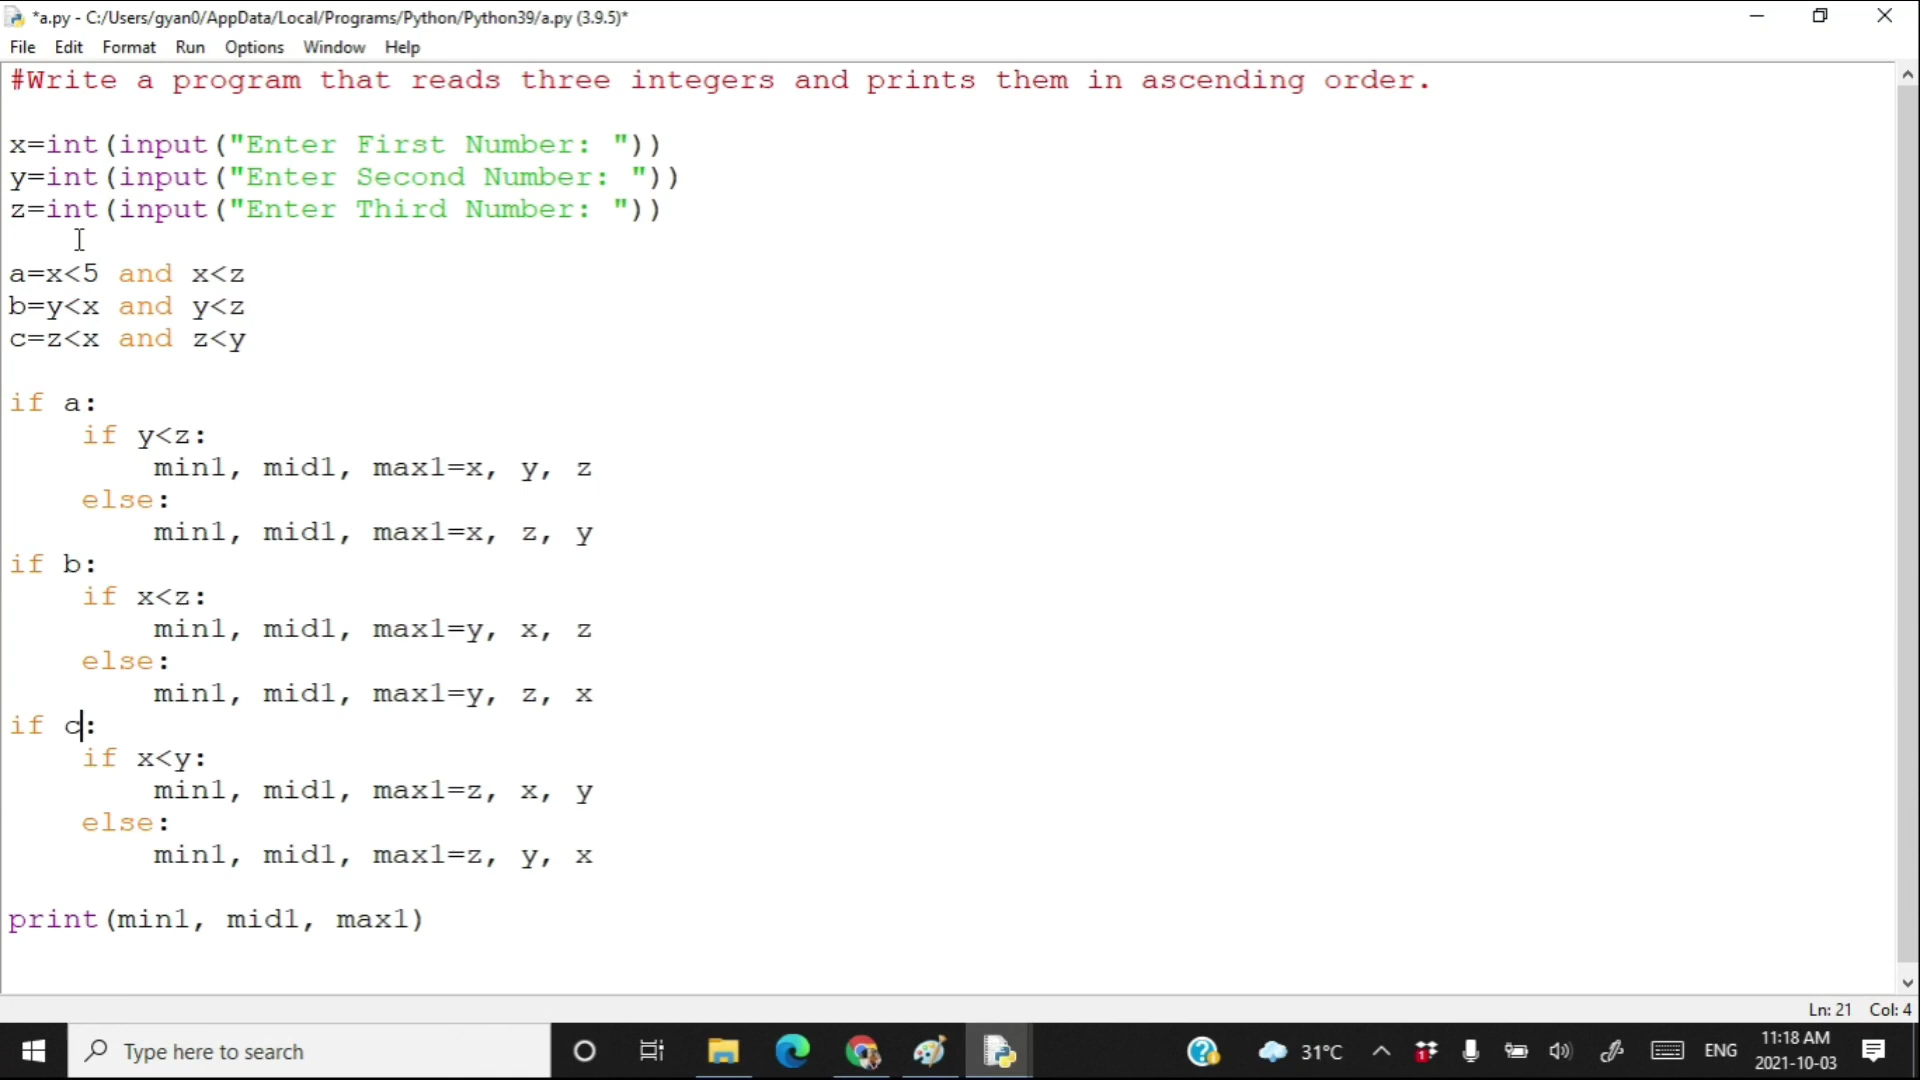 *a.py - C:/Users/gyan0/AppData/Local/Programs/Python/Python39/a.py (3.9.5)*
File Edit Format Run Options Window Help
#Write a program that reads three integers and prints them in ascending order.
x=int(input("Enter First Number: "))
y=int(input("Enter Second Number: "))
z=int(input("Enter Third Number: "))
a=x<5 and x<z
b=y<x and y<z
c=z<x and z<y
if a:
    if y<z:
        min1, mid1, max1=x, y, z
    else:
        min1, mid1, max1=x, z, y
if b:
    if x<z:
        min1, mid1, max1=y, x, z
    else:
        min1, mid1, max1=y, z, x
if c:
    if x<y:
        min1, mid1, max1=z, x, y
    else:
        min1, mid1, max1=z, y, x
print(min1, mid1, max1)
Ln: 21 Col: 4
Type here to search
31°C
1
ENG
11:18 AM
2021-10-03